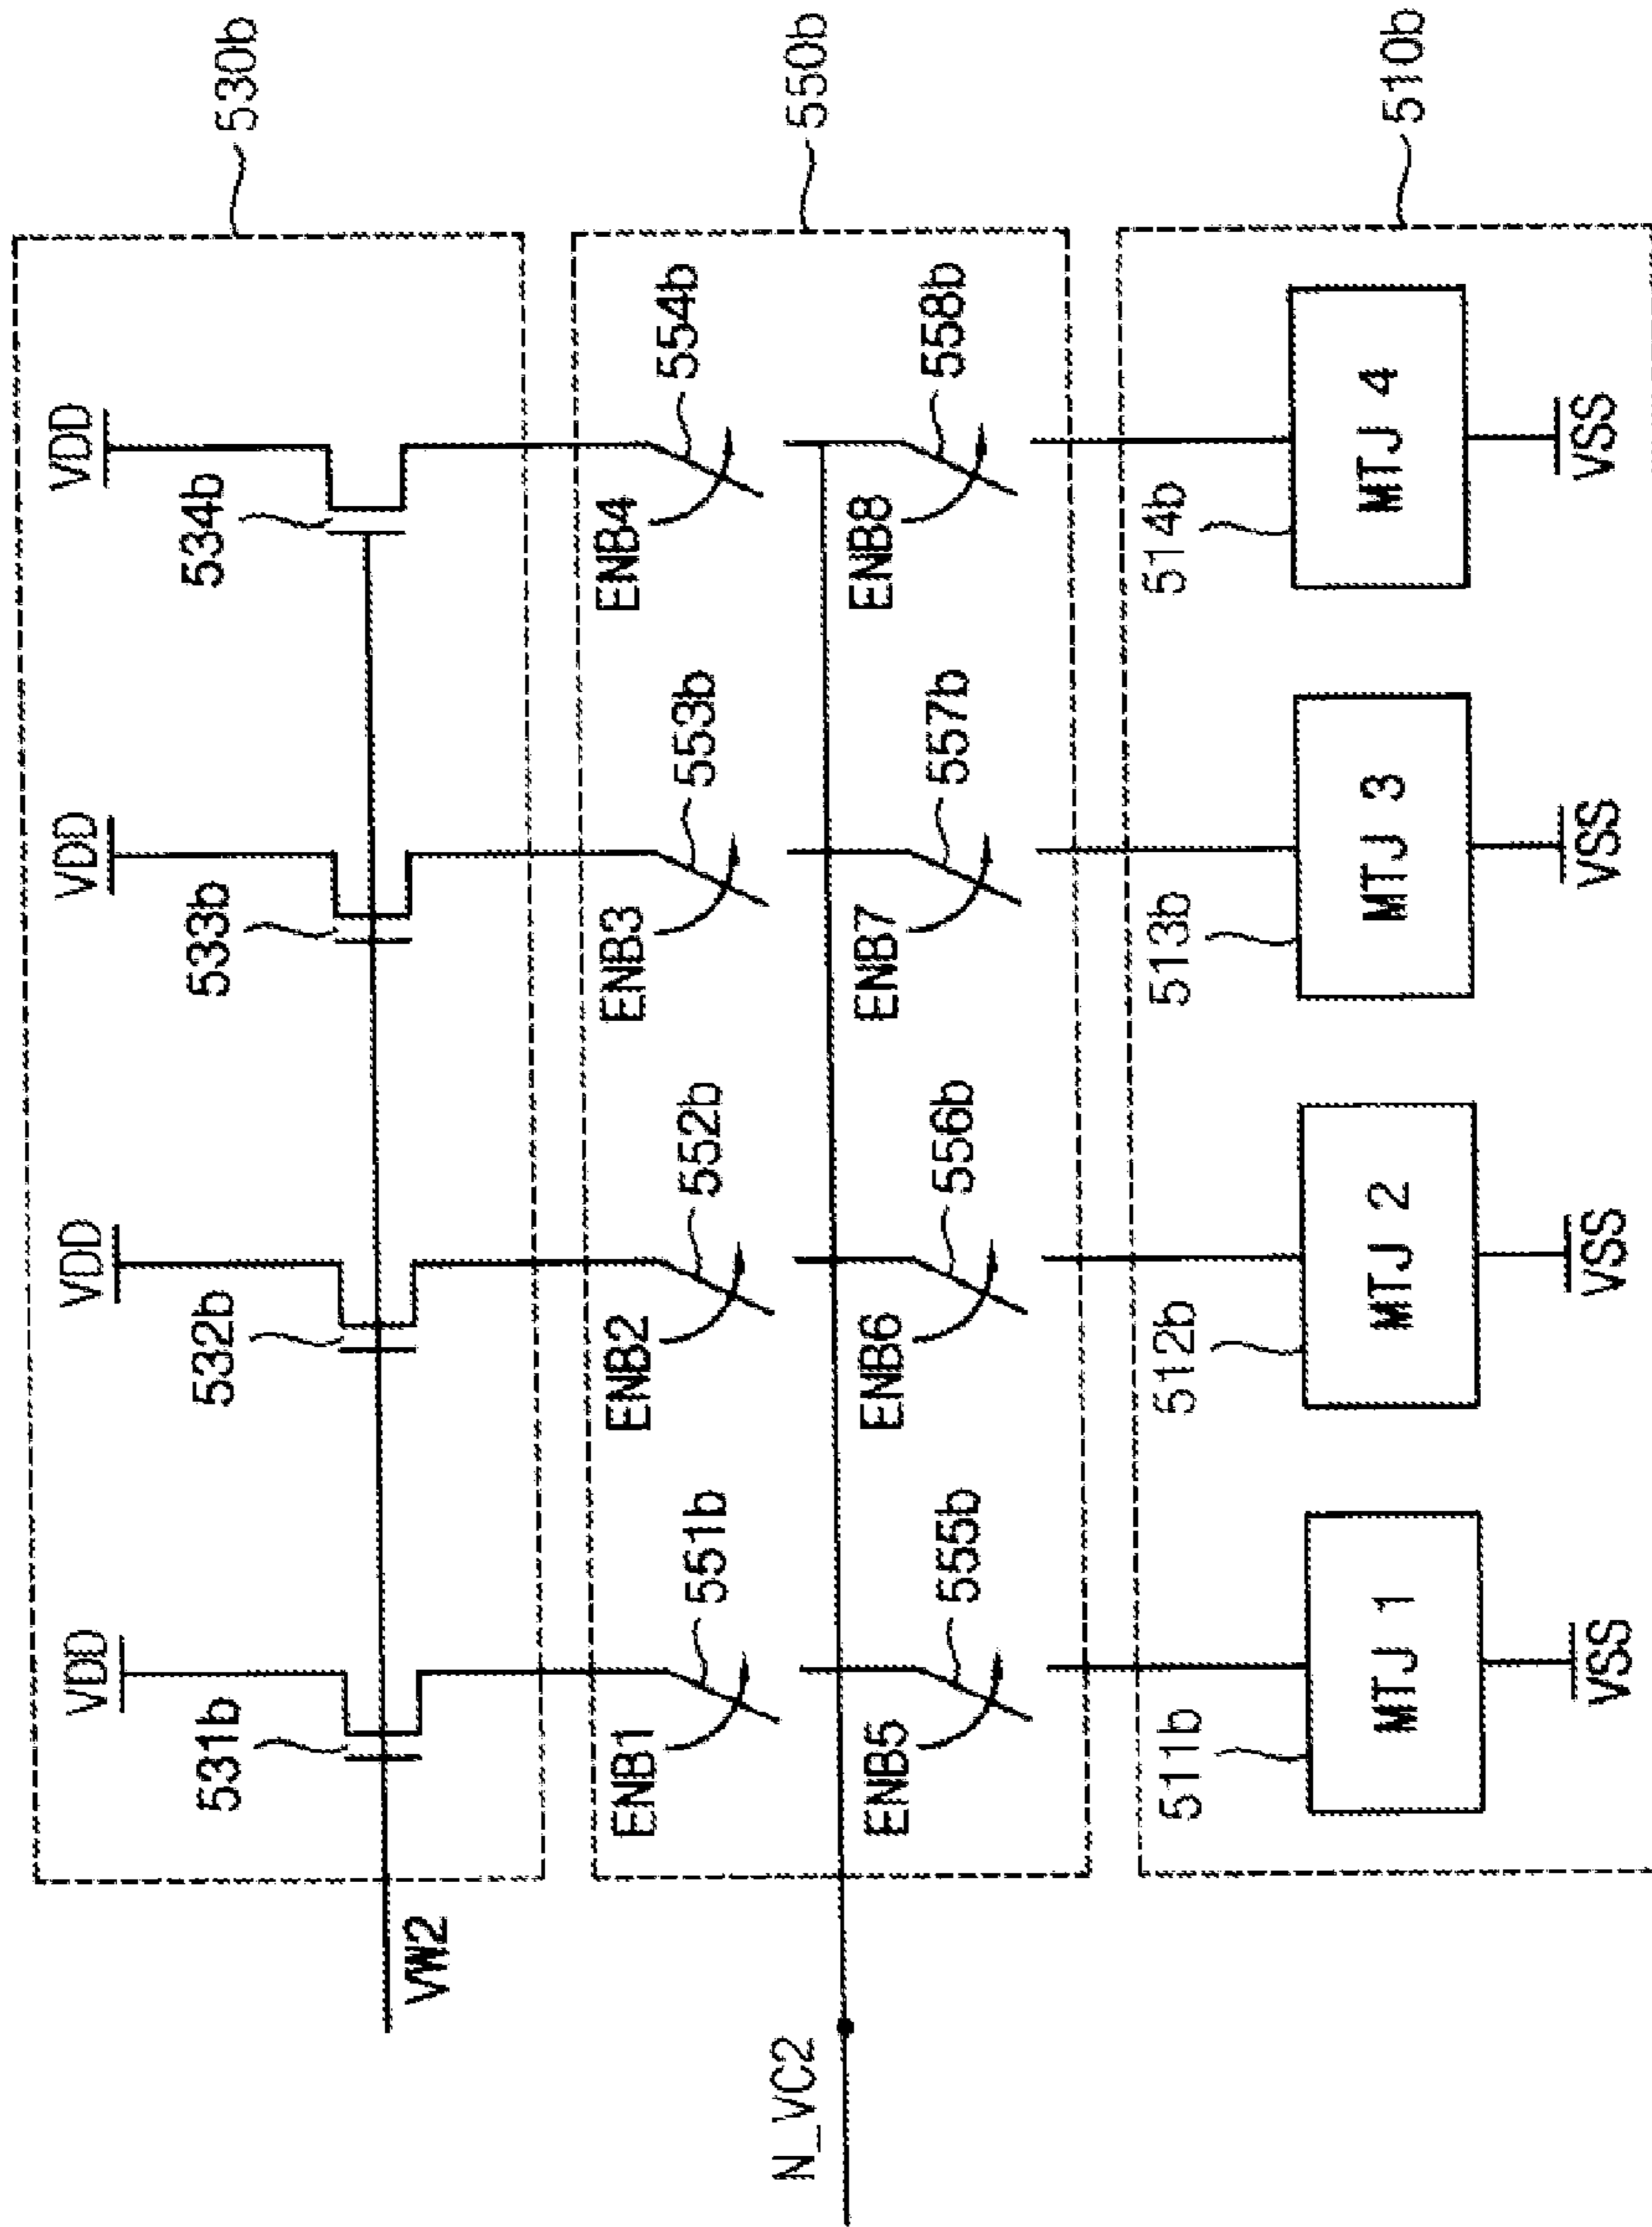 530b
VDD VDD VDD VDD
531b 532b 533b 534b
VW2
550b
551b 552b 553b 554b
ENB1 ENB2 ENB3 ENB4
N_VC2
555b 556b 557b 558b
ENB5 ENB6 ENB7 ENB8
510b
511b 512b 513b 514b
MTJ 1 MTJ 2 MTJ 3 MTJ 4
VSS VSS VSS VSS